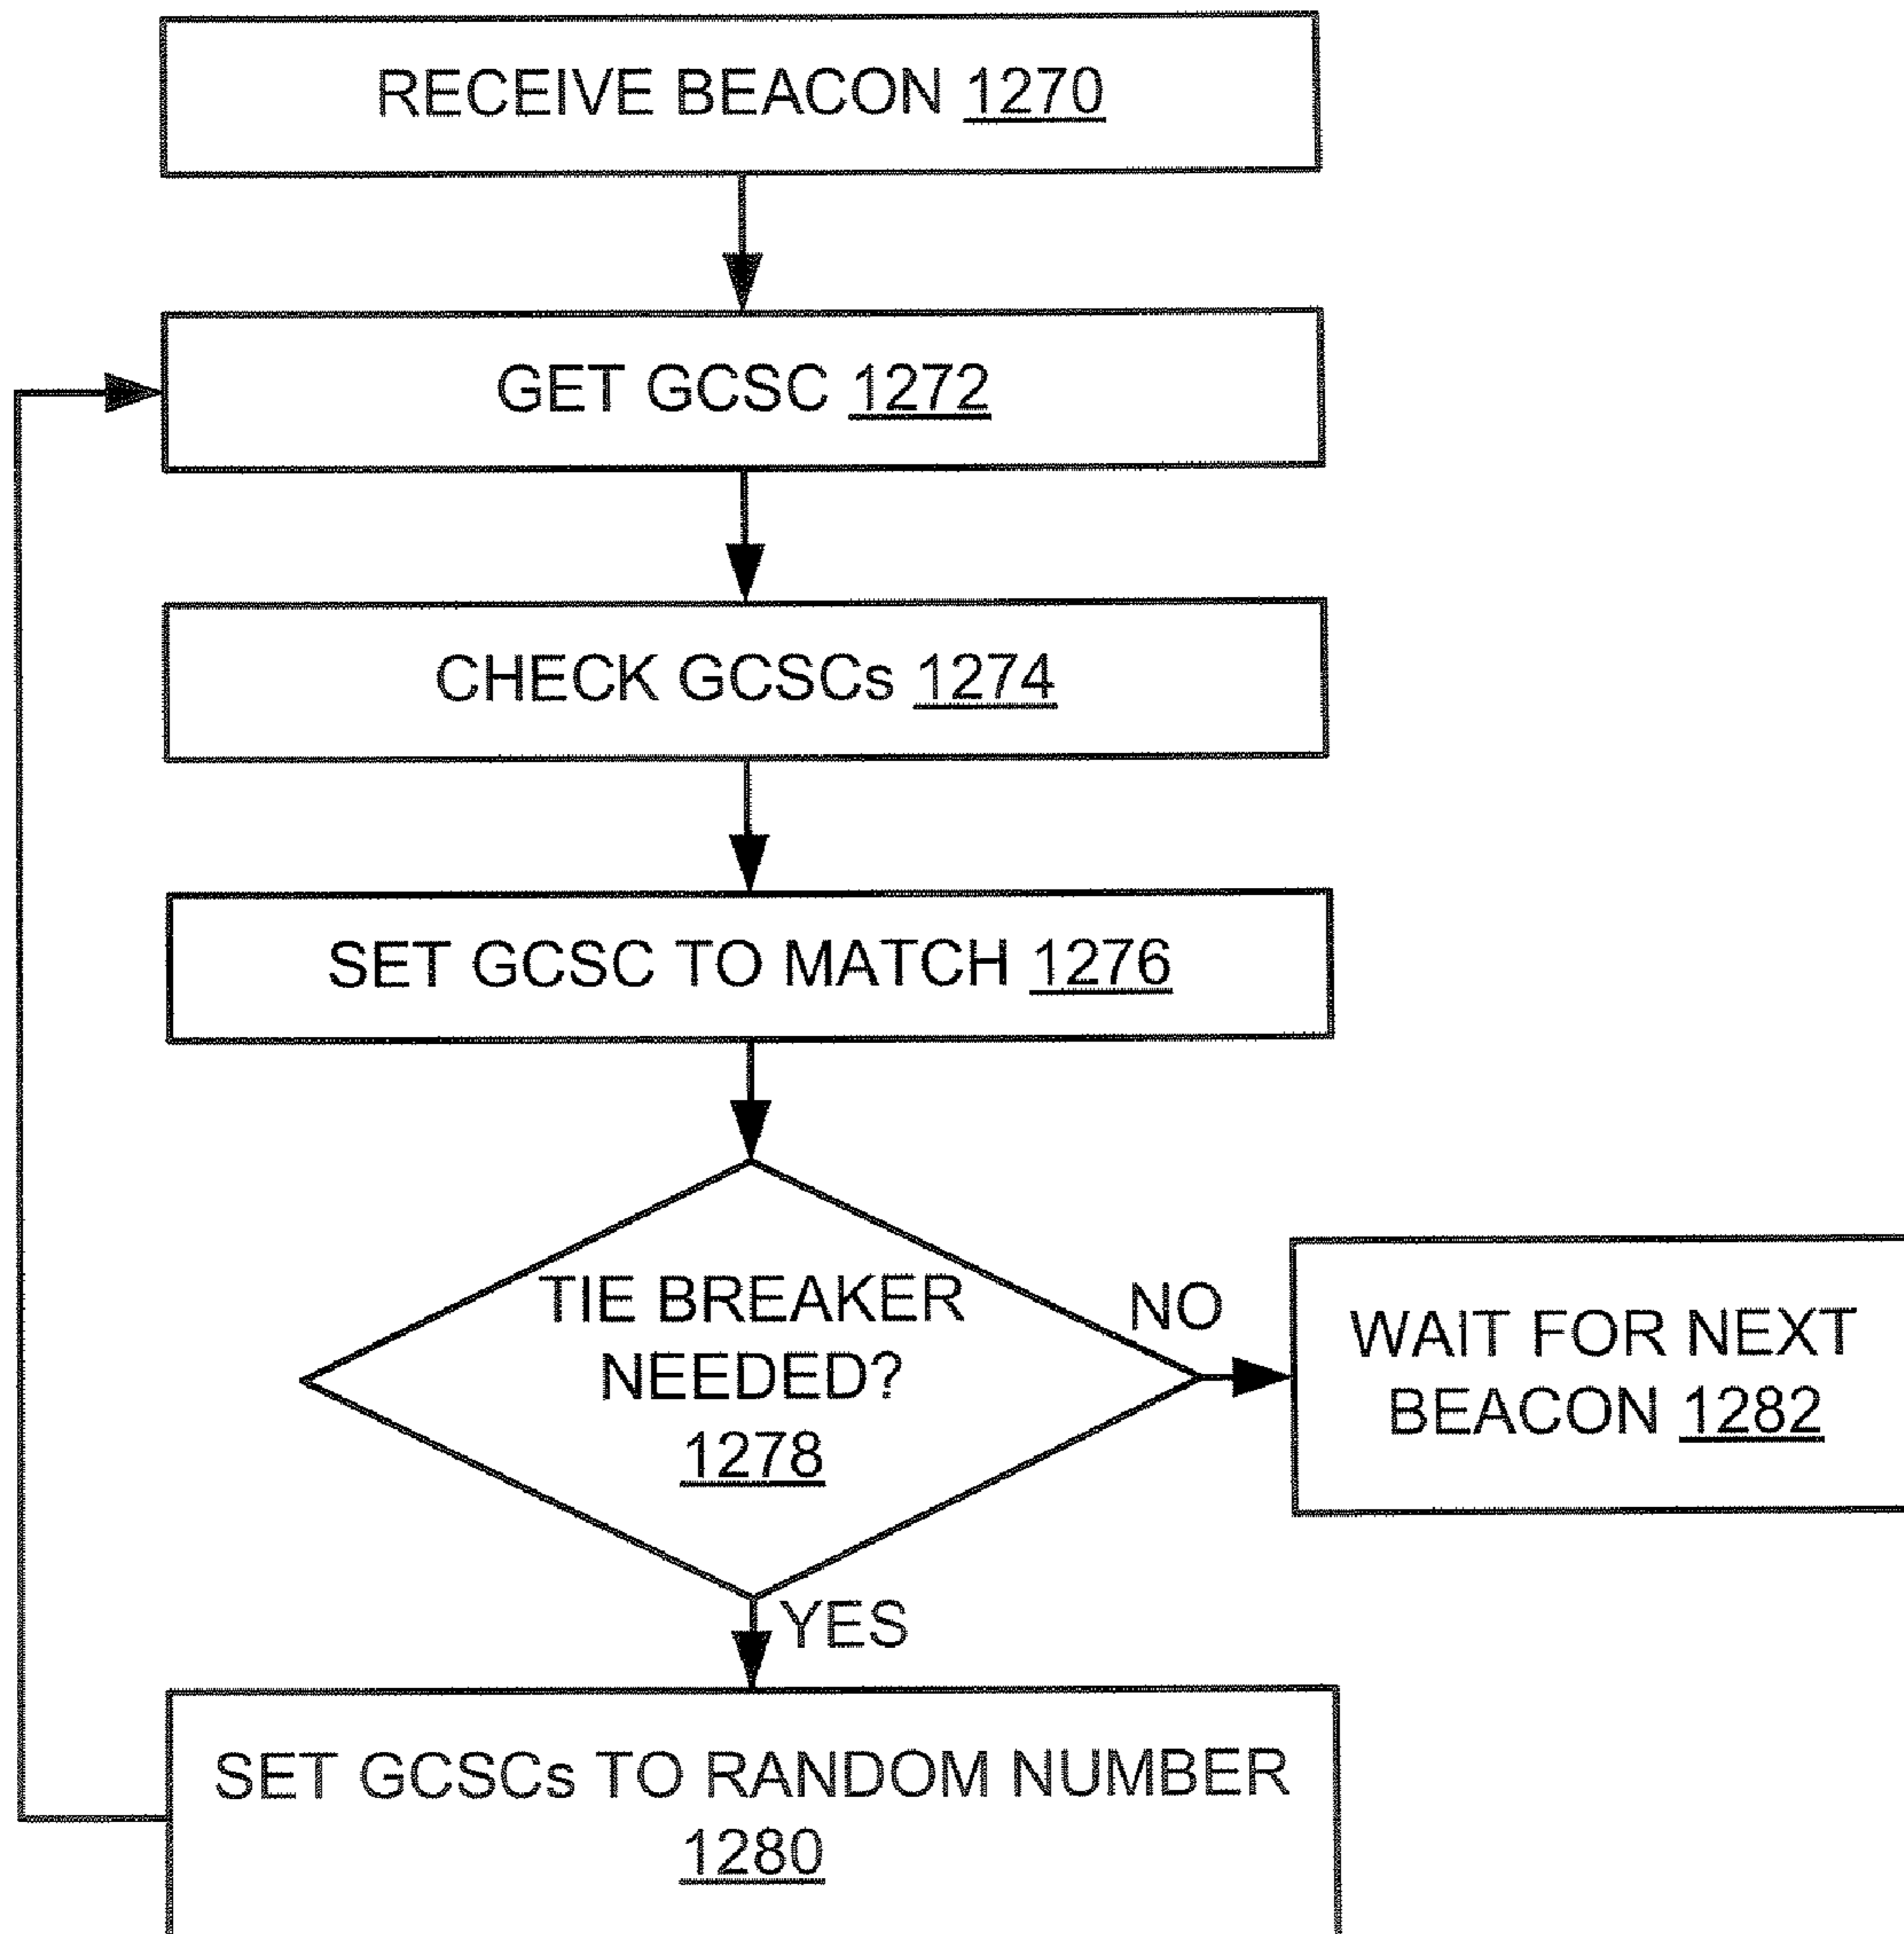 RECEIVE BEACON 1270
GET GCSC 1272
CHECK GCSCs 1274
SET GCSC TO MATCH 1276
TIE BREAKER
NEEDED?
1278
NO
WAIT FOR NEXT
BEACON 1282
YES
SET GCSCs TO RANDOM NUMBER
1280